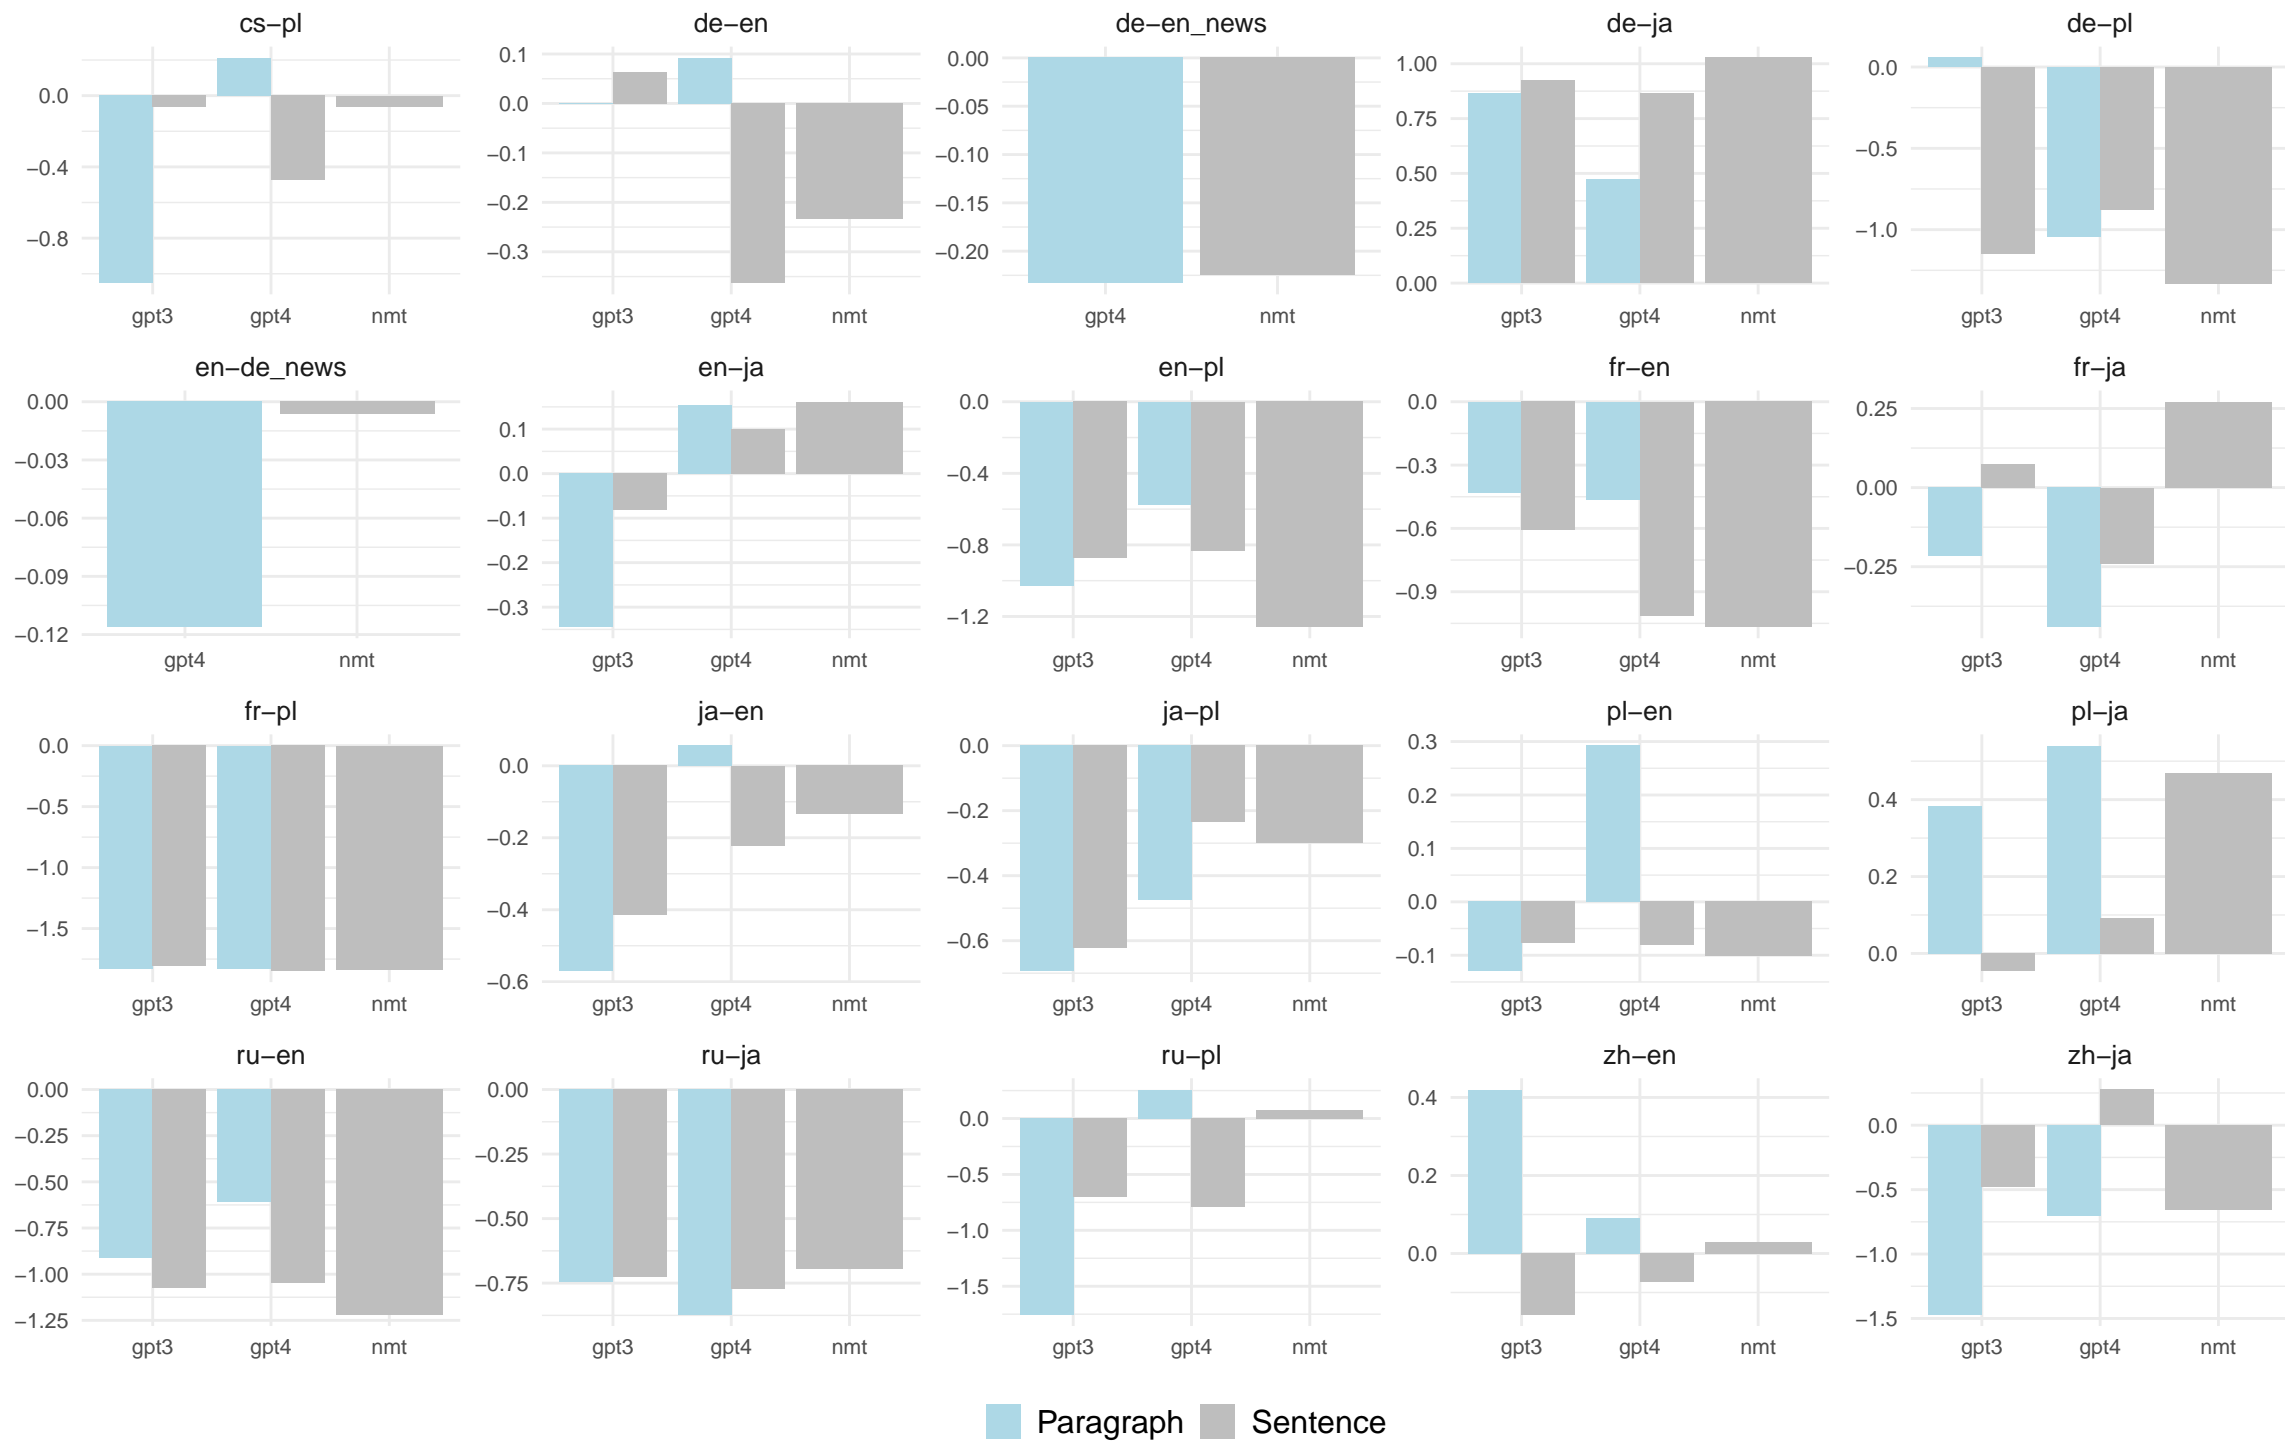 cs−pl
0.0
−0.4
−0.8
gpt3 gpt4 nmt
de−en
0.1
0.0
−0.1
−0.2
−0.3
gpt3 gpt4 nmt
de−en_news
0.00
−0.05
−0.10
−0.15
−0.20
gpt4 nmt
de−ja
1.00
0.75
0.50
0.25
0.00
gpt3 gpt4 nmt
de−pl
0.0
−0.5
−1.0
gpt3 gpt4 nmt
en−de_news
0.00
−0.03
−0.06
−0.09
−0.12
gpt4 nmt
en−ja
0.1
0.0
−0.1
−0.2
−0.3
gpt3 gpt4 nmt
en−pl
0.0
−0.4
−0.8
−1.2
gpt3 gpt4 nmt
fr−en
0.0
−0.3
−0.6
−0.9
gpt3 gpt4 nmt
fr−ja
0.25
0.00
−0.25
gpt3 gpt4 nmt
fr−pl
0.0
−0.5
−1.0
−1.5
gpt3 gpt4 nmt
ja−en
0.0
−0.2
−0.4
−0.6
gpt3 gpt4 nmt
ja−pl
0.0
−0.2
−0.4
−0.6
gpt3 gpt4 nmt
pl−en
0.3
0.2
0.1
0.0
−0.1
gpt3 gpt4 nmt
pl−ja
0.4
0.2
0.0
gpt3 gpt4 nmt
ru−en
0.00
−0.25
−0.50
−0.75
−1.00
−1.25
gpt3 gpt4 nmt
ru−ja
0.00
−0.25
−0.50
−0.75
gpt3 gpt4 nmt
ru−pl
0.0
−0.5
−1.0
−1.5
gpt3 gpt4 nmt
zh−en
0.4
0.2
0.0
gpt3 gpt4 nmt
zh−ja
0.0
−0.5
−1.0
−1.5
gpt3 gpt4 nmt
Paragraph Sentence